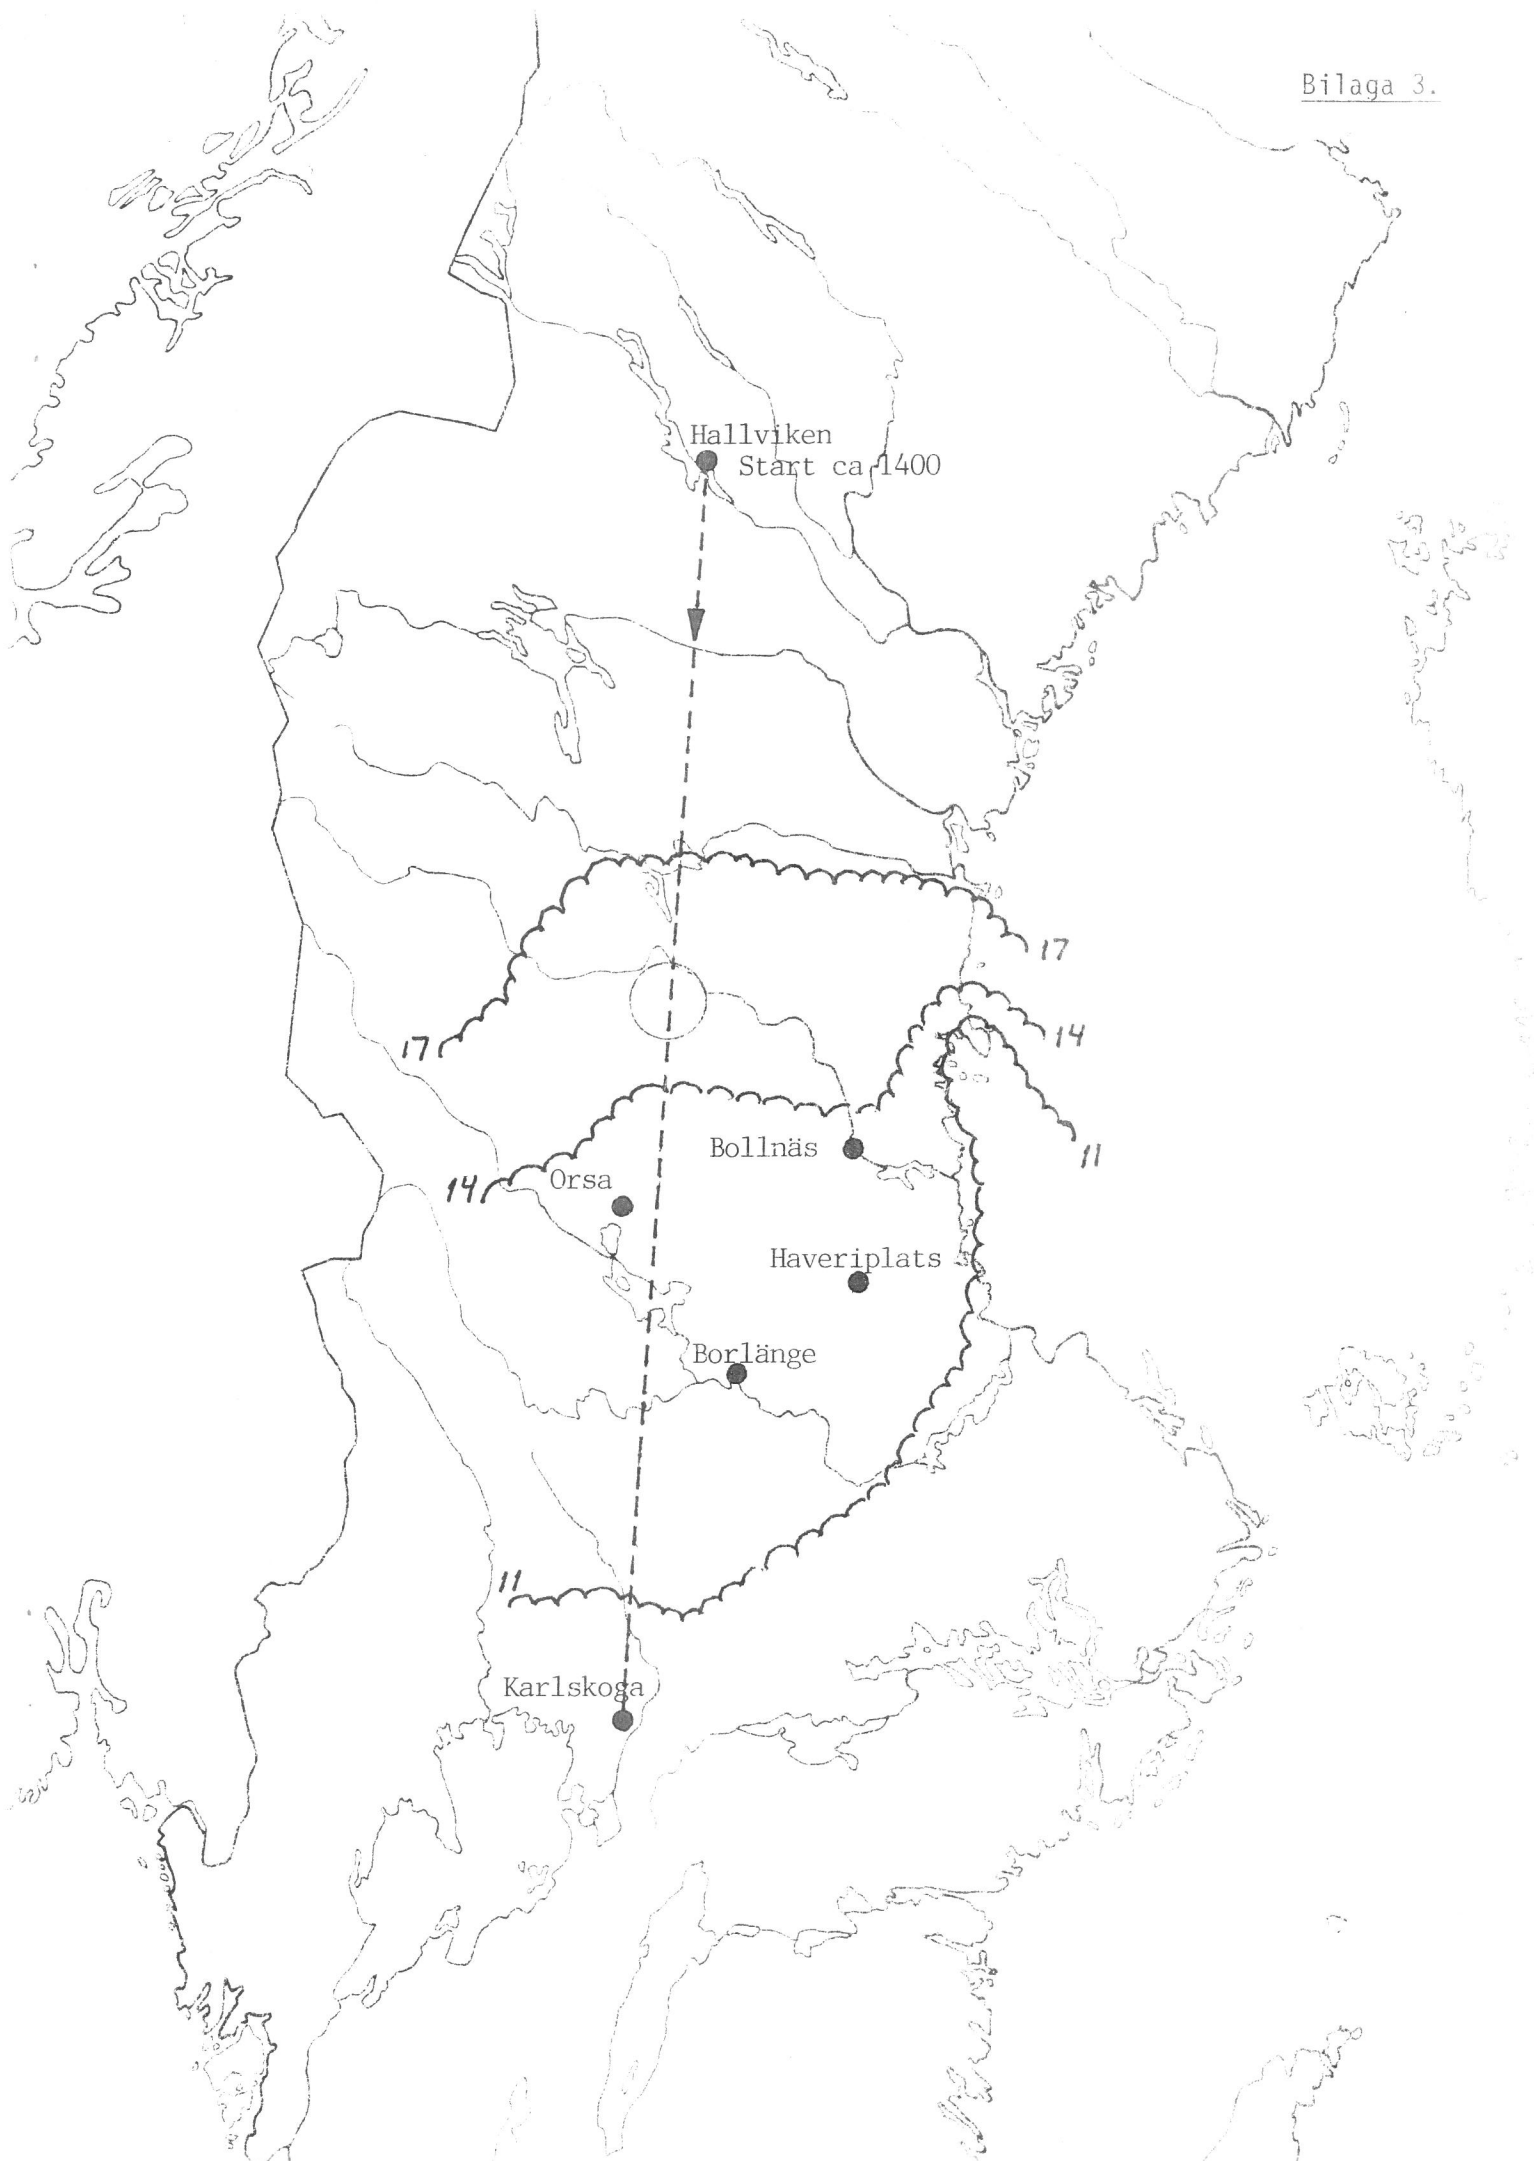 Bilaga 3.
Hallviken
Start ca 1400
17
17
14
11
Bollnäs
14
Orsa
Haveriplats
Borlänge
11
Karlskoga